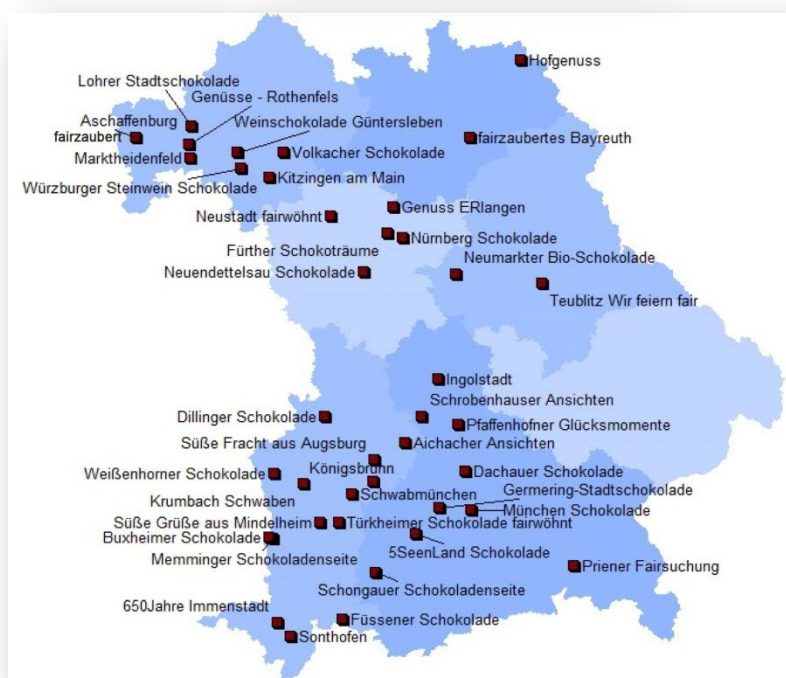 Hofgenuss
Lohrer Stadtschokolade
Genüsse - Rothenfels
Aschaffenburg
fairzaubert
Weinschokolade Güntersleben
fairzaubertes Bayreuth
Marktheidenfeld
Volkacher Schokolade
Würzburger Steinwein Schokolade
Kitzingen am Main
Neustadt fairwöhnt
Genuss ERlangen
Fürther Schokoträume
Nürnberg Schokolade
Neuendettelsau Schokolade
Neumarkter Bio-Schokolade
Teublitz Wir feiern fair
Ingolstadt
Schrobenhauser Ansichten
Dillinger Schokolade
Pfaffenhofner Glücksmomente
Süße Fracht aus Augsburg
Aichacher Ansichten
Weißenhorner Schokolade
Königsbrunn
Dachauer Schokolade
Krumbach Schwaben
Schwabmünchen
Germering-Stadtschokolade
München Schokolade
Süße Grüße aus Mindelheim
Türkheimer Schokolade fairwöhnt
Buxheimer Schokolade
5SeenLand Schokolade
Memminger Schokoladenseite
Priener Fairsuchung
Schongauer Schokoladenseite
650Jahre Immenstadt
Füssener Schokolade
Sonthofen